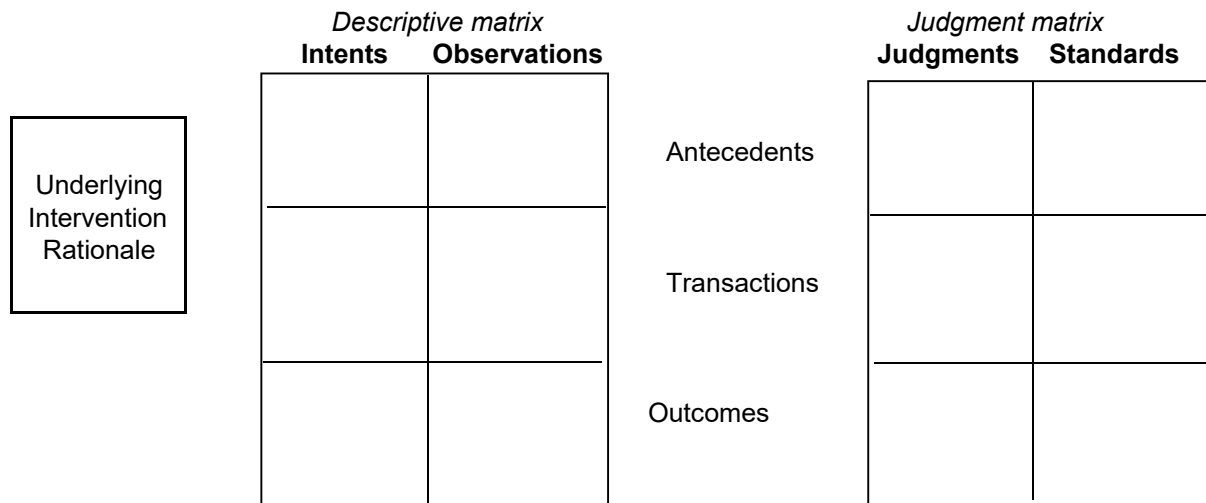 Descriptive matrix
Judgment matrix
Intents Observations
Judgments Standards
Underlying
Intervention
Rationale
Antecedents
Transactions
Outcomes